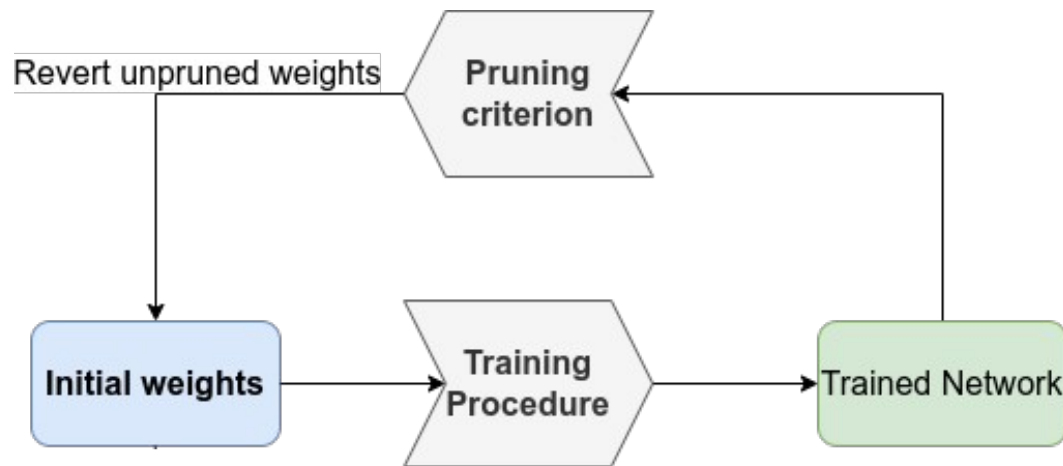 Revert unpruned weights
Pruning
criterion
Initial weights
Training
Procedure
Trained Network